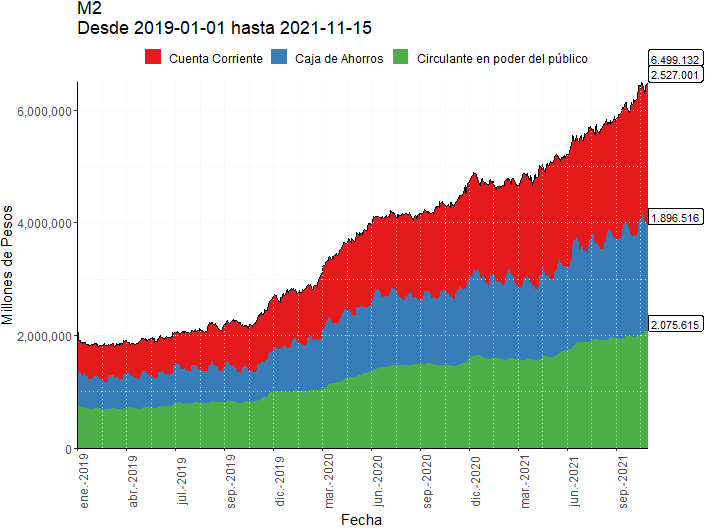 M2
Desde 2019-01-01 hasta 2021-11-15
Cuenta Corriente Caja de Ahorros Circulante en poder del público
6.499.132
2.527.001
1.896.516
2.075.615
Millones de Pesos
6,000,000
4,000,000
2,000,000
0
ene.-2019 abr.-2019 jul.-2019 sep.-2019 dic.-2019 mar.-2020 jun.-2020 sep.-2020 dic.-2020 mar.-2021 jun.-2021 sep.-2021
Fecha